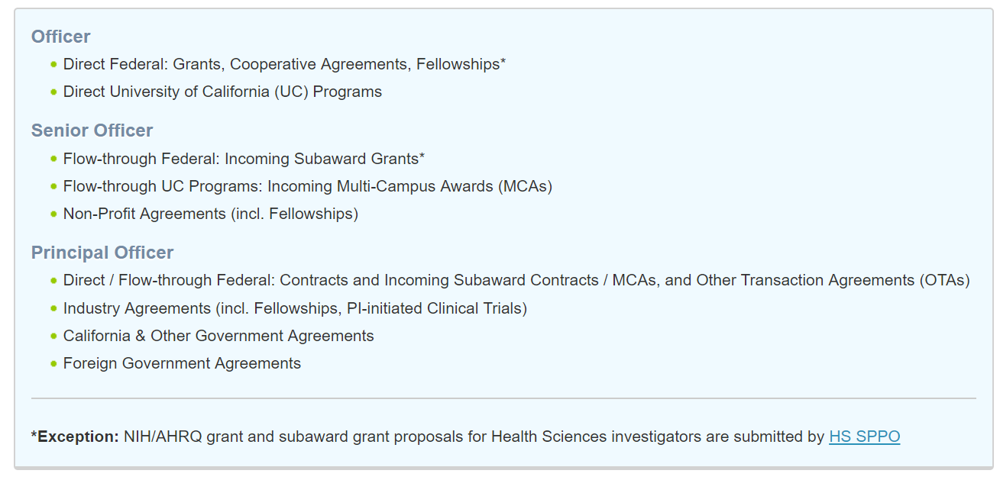 Officer
Direct Federal: Grants, Cooperative Agreements, Fellowships*
Direct University of California (UC) Programs
Senior Officer
Flow-through Federal: Incoming Subaward Grants*
Flow-through UC Programs: Incoming Multi-Campus Awards (MCAs)
Non-Profit Agreements (incl. Fellowships)
Principal Officer
Direct / Flow-through Federal: Contracts and Incoming Subaward Contracts / MCAs, and Other Transaction Agreements (OTAs)
Industry Agreements (incl. Fellowships, PI-initiated Clinical Trials)
California & Other Government Agreements
Foreign Government Agreements
*Exception: NIH/AHRQ grant and subaward grant proposals for Health Sciences investigators are submitted by HS SPPO